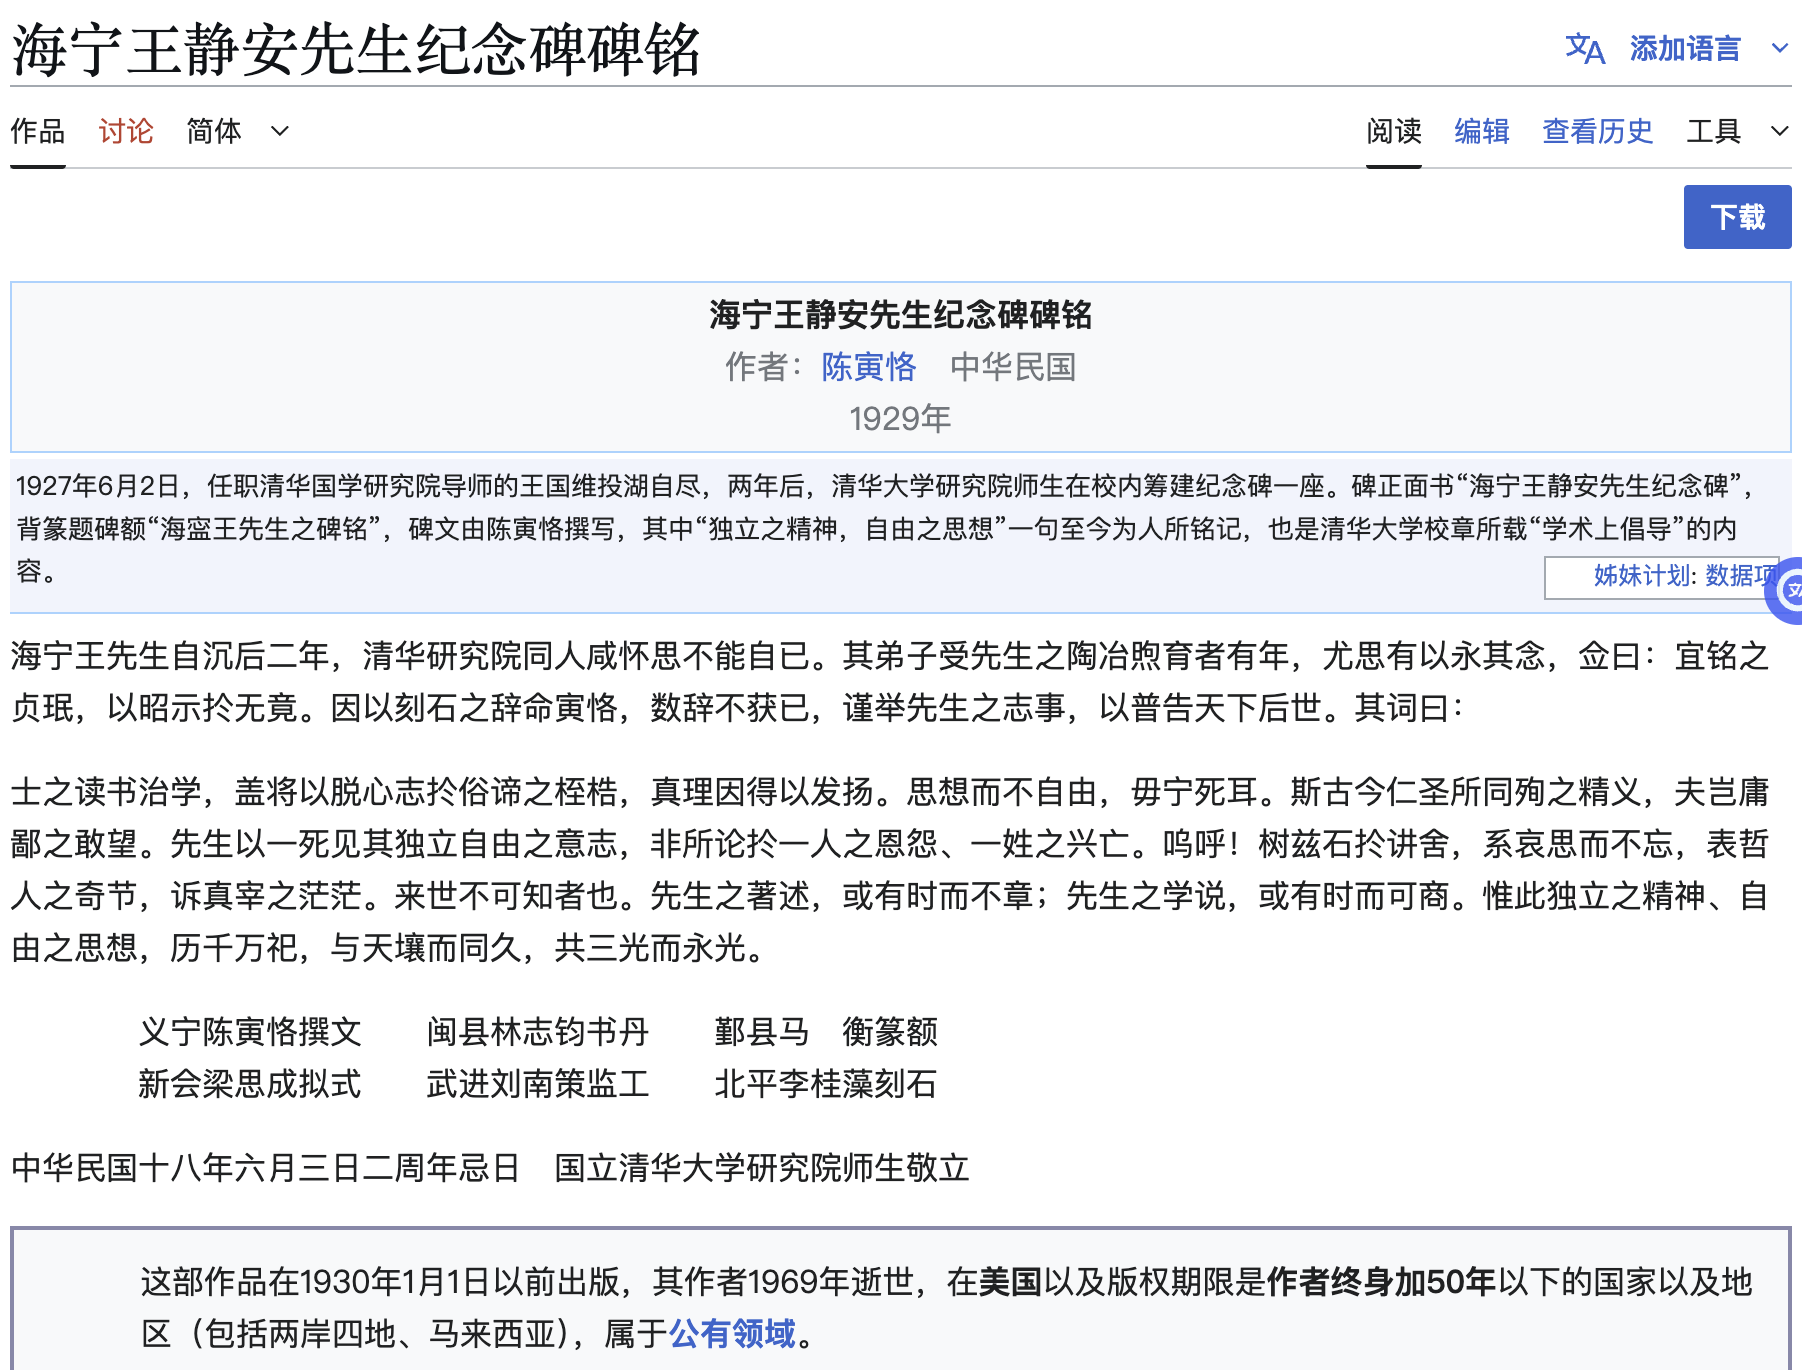 海宁王静安先生纪念碑碑铭
添加语言
作品 讨论 简体
阅读 编辑 查看历史 工具
下载
海宁王静安先生纪念碑碑铭
作者：陈寅恪 中华民国
1929年
1927年6月2日，任职清华国学研究院导师的王国维投湖自尽，两年后，清华大学研究院师生在校内筹建纪念碑一座。碑正面书“海宁王静安先生纪念碑”，
背篆题碑额“海寍王先生之碑铭”，碑文由陈寅恪撰写，其中“独立之精神，自由之思想”一句至今为人所铭记，也是清华大学校章所载“学术上倡导”的内
容。
姊妹计划: 数据项
海宁王先生自沉后二年，清华研究院同人咸怀思不能自已。其弟子受先生之陶冶煦育者有年，尤思有以永其念，佥曰：宜铭之
贞珉，以昭示扵无竟。因以刻石之辞命寅恪，数辞不获已，谨举先生之志事，以普告天下后世。其词曰：
士之读书治学，盖将以脱心志扵俗谛之桎梏，真理因得以发扬。思想而不自由，毋宁死耳。斯古今仁圣所同殉之精义，夫岂庸
鄙之敢望。先生以一死见其独立自由之意志，非所论扵一人之恩怨、一姓之兴亡。呜呼！树兹石扵讲舍，系哀思而不忘，表哲
人之奇节，诉真宰之茫茫。来世不可知者也。先生之著述，或有时而不章；先生之学说，或有时而可商。惟此独立之精神、自
由之思想，历千万祀，与天壤而同久，共三光而永光。
义宁陈寅恪撰文 闽县林志钧书丹 鄞县马　衡篆额
新会梁思成拟式 武进刘南策监工 北平李桂藻刻石
中华民国十八年六月三日二周年忌日 国立清华大学研究院师生敬立
这部作品在1930年1月1日以前出版，其作者1969年逝世，在美国以及版权期限是作者终身加50年以下的国家以及地
区（包括两岸四地、马来西亚），属于公有领域。